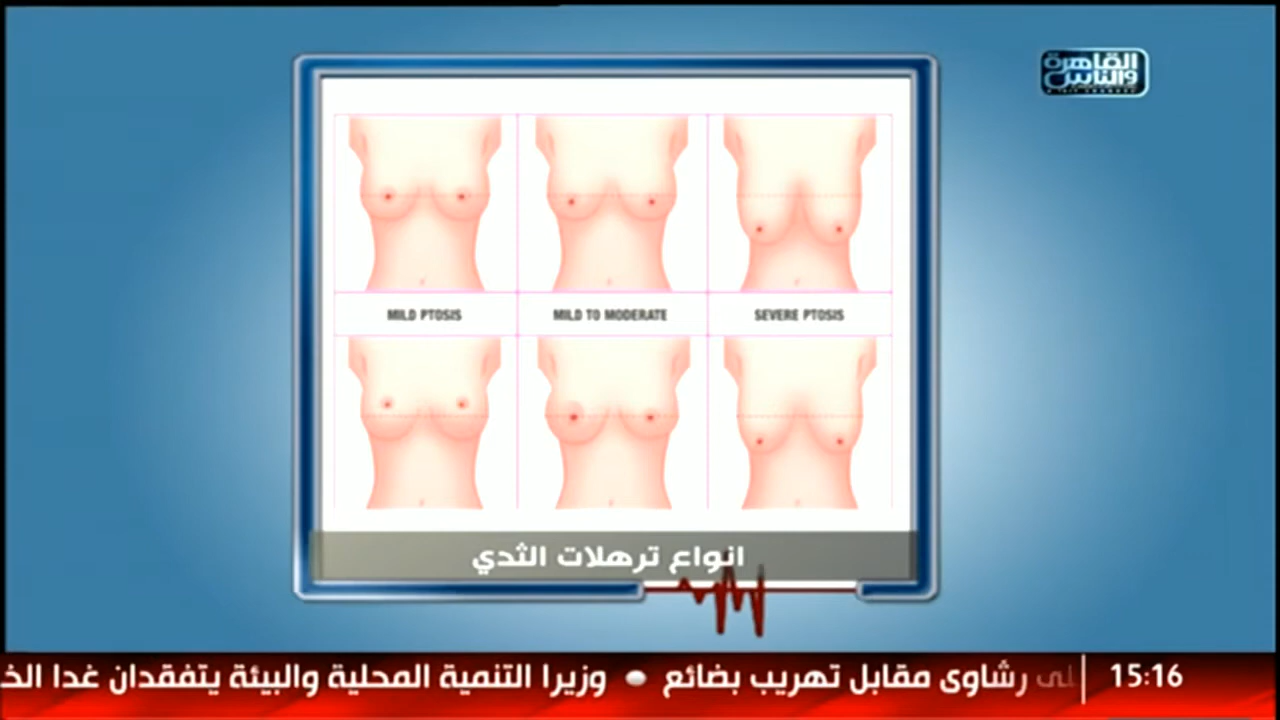 القاهرة
والناس
MILD PTOSIS
MILD TO MODERATE
SEVERE PTOSIS
انواع ترهلات الثدي
15:16
رشاوى مقابل تهريب بضائع ● وزيرا التنمية المحلية والبيئة يتفقدان غدا